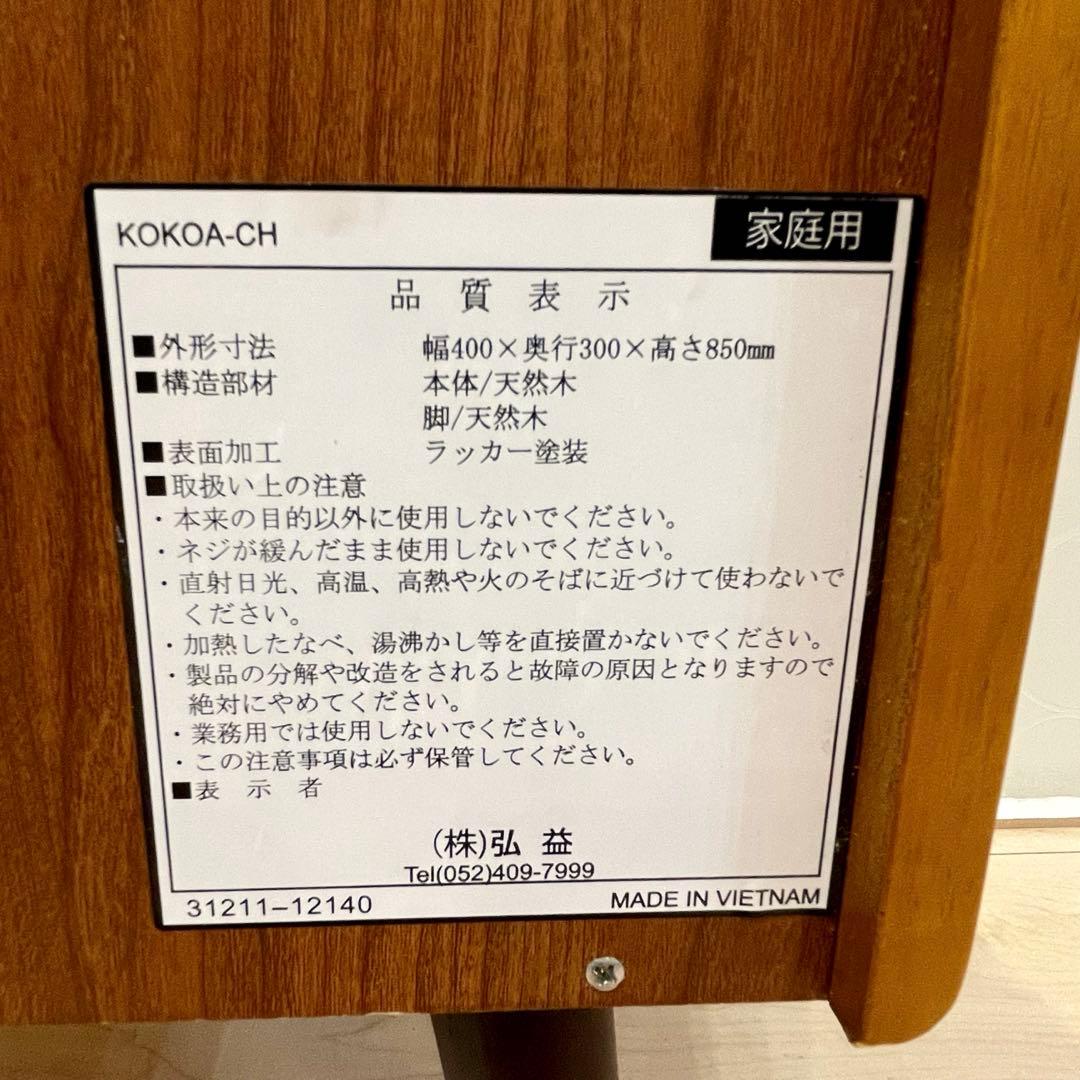 KOKOA-CH 家庭用
品質表示
■外形寸法 幅400×奥行300×高さ850mm
■構造部材 本体/天然木
脚/天然木
■表面加工 ラッカー塗装
■取扱い上の注意
・本来の目的以外に使用しないでください。
・ネジが緩んだまま使用しないでください。
・直射日光、高温、高熱や火のそばに近づけて使わないで
ください。
・加熱したなべ、湯沸かし等を直接置かないでください。
・製品の分解や改造をされると故障の原因となりますので
絶対にやめてください。
・業務用では使用しないでください。
・この注意事項は必ず保管してください。
■表示者
(株)弘益
Tel(052)409-7999
31211-12140 MADE IN VIETNAM